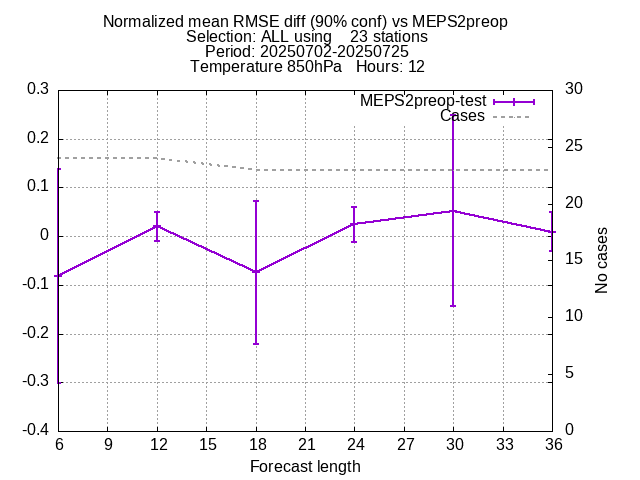 Normalized mean RMSE diff (90% conf) vs MEPS2preop
Selection: ALL using    23 stations
Period: 20250702-20250725
Temperature 850hPa   Hours: 12
MEPS2preop-test
Cases
0.3
0.2
0.1
0
-0.1
-0.2
-0.3
-0.4
30
25
20
15
10
5
0
No cases
6 9 12 15 18 21 24 27 30 33 36
Forecast length